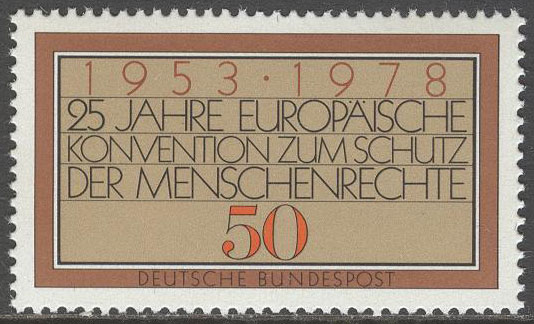 1953·1978
25 JAHRE EUROPÄISCHE
KONVENTION ZUM SCHUTZ
DER MENSCHENRECHTE
50
DEUTSCHE BUNDESPOST